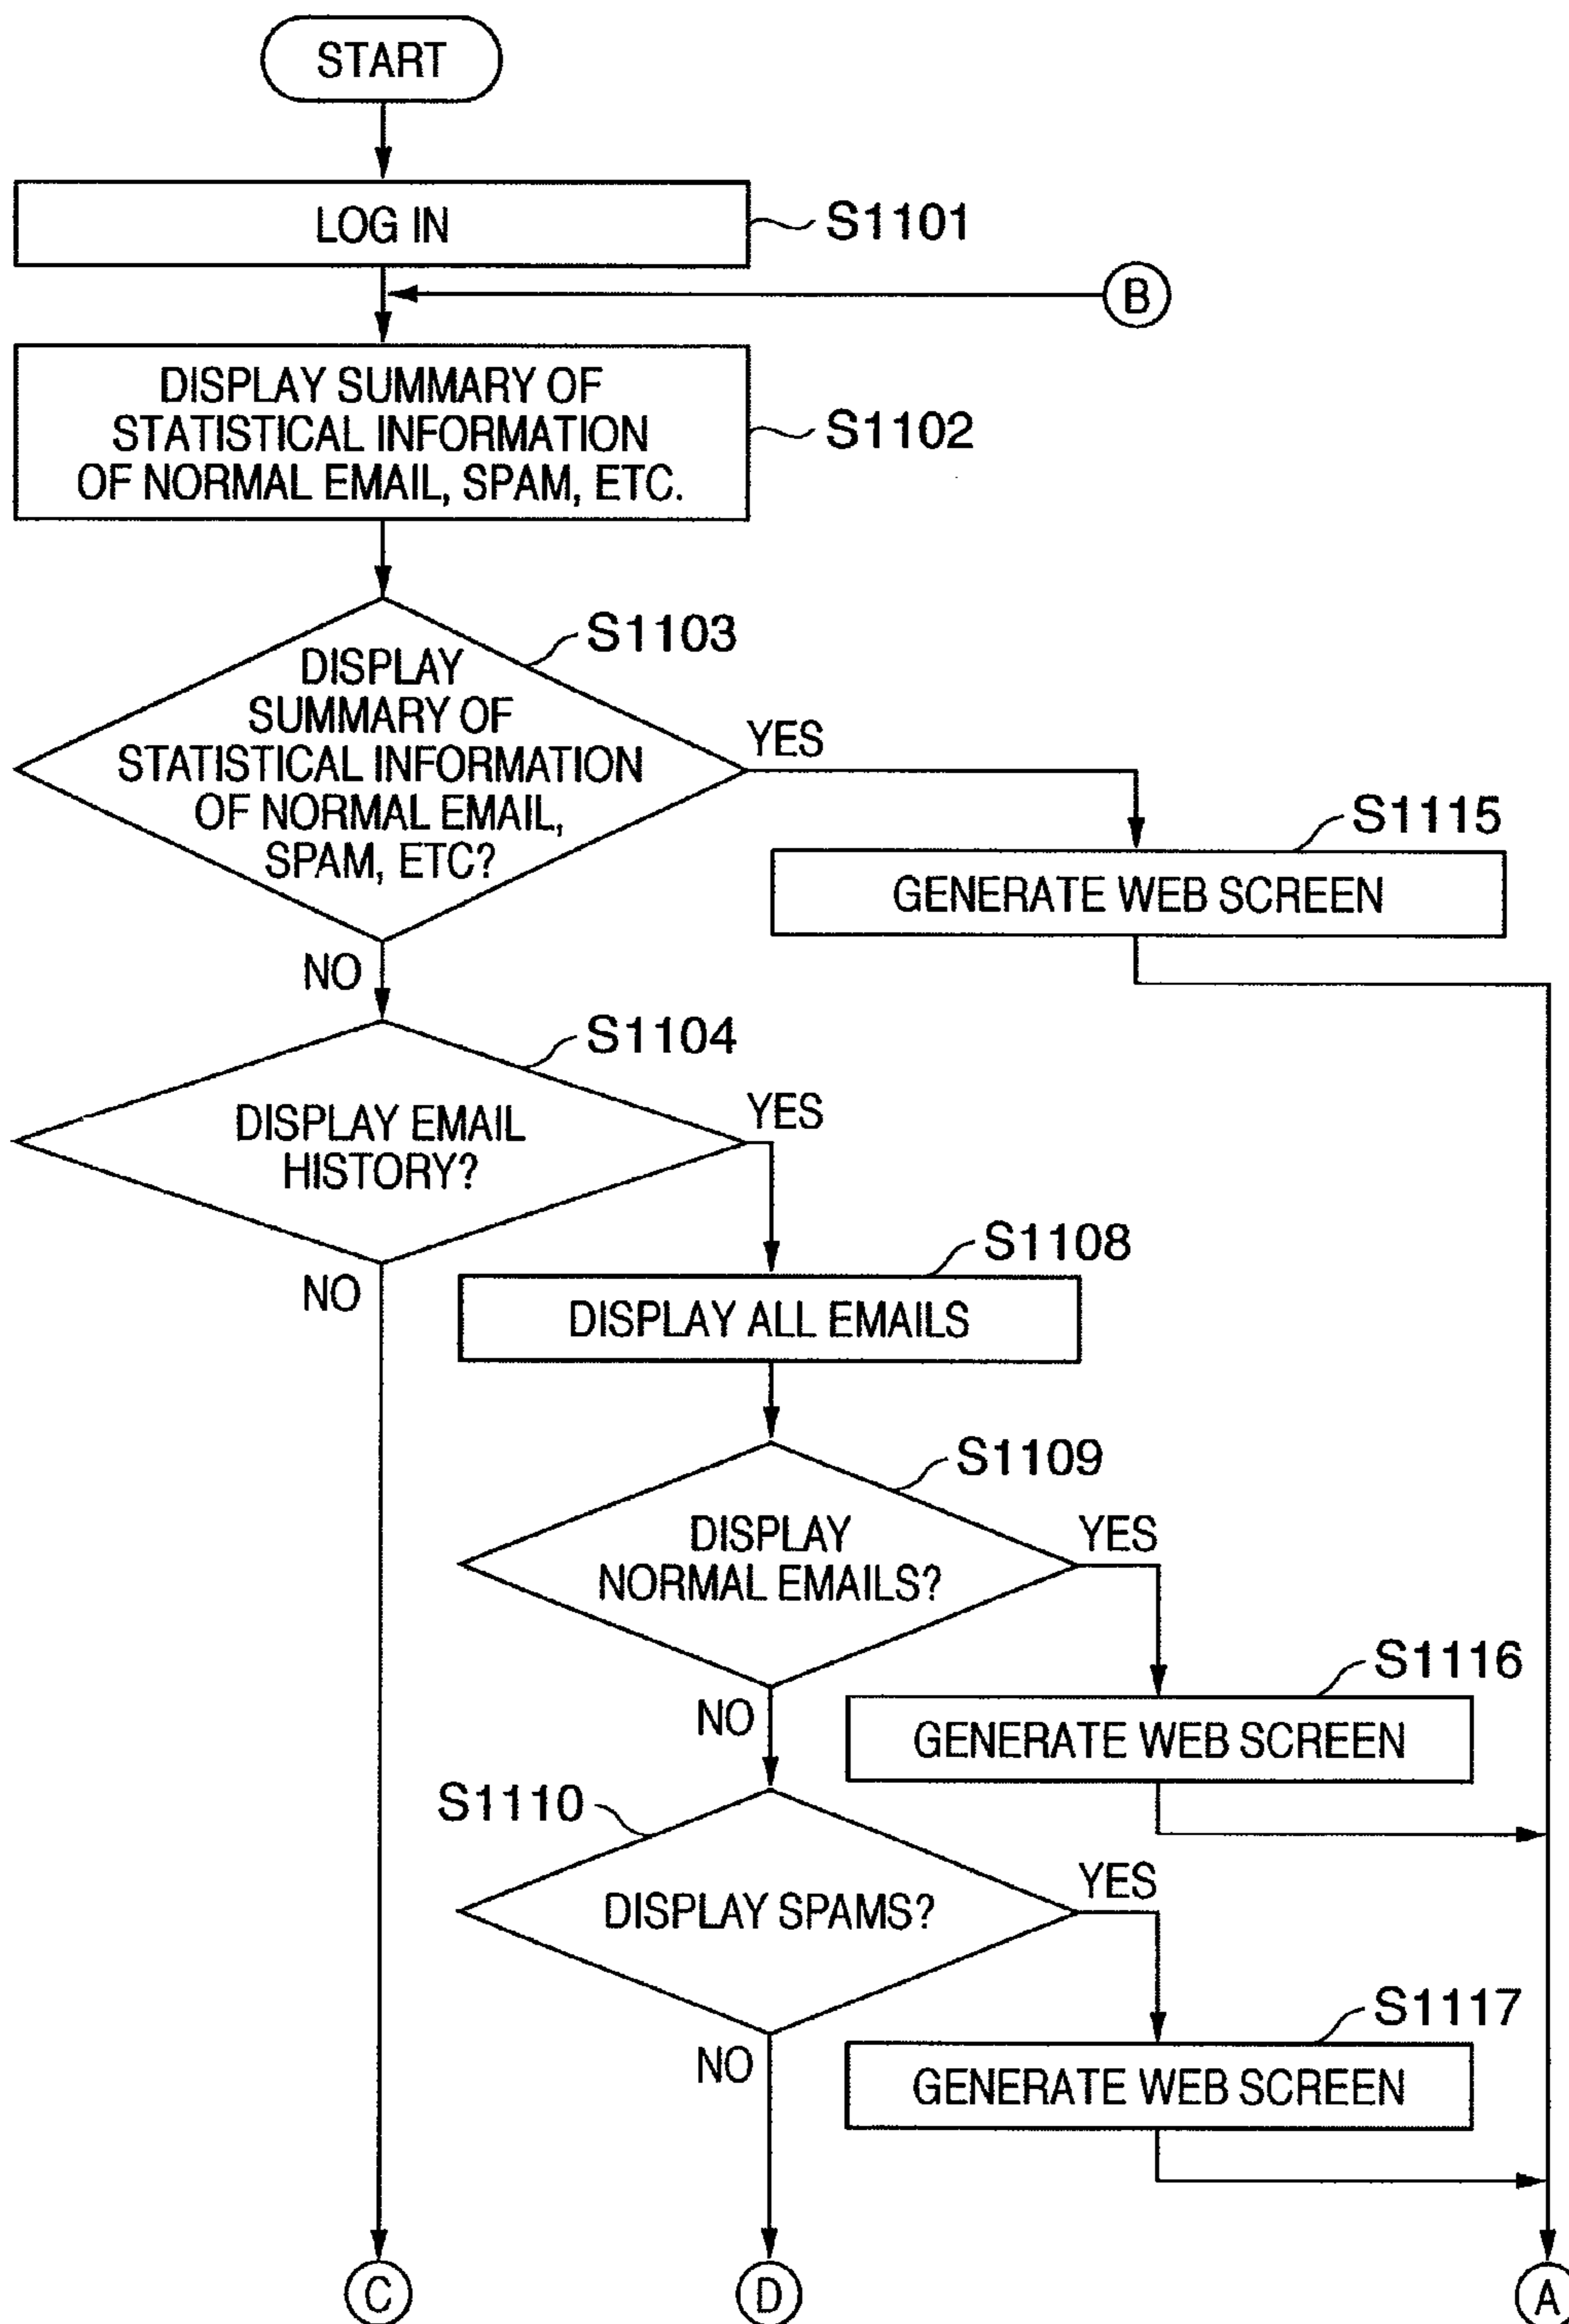 START
LOG IN
S1101
B
DISPLAY SUMMARY OF
STATISTICAL INFORMATION
OF NORMAL EMAIL, SPAM, ETC.
S1102
S1103
DISPLAY
SUMMARY OF
STATISTICAL INFORMATION
OF NORMAL EMAIL,
SPAM, ETC?
YES
S1115
GENERATE WEB SCREEN
NO
S1104
DISPLAY EMAIL
HISTORY?
YES
S1108
NO
DISPLAY ALL EMAILS
S1109
DISPLAY
NORMAL EMAILS?
YES
S1116
GENERATE WEB SCREEN
NO
S1110
DISPLAY SPAMS?
YES
S1117
GENERATE WEB SCREEN
NO
C
D
A